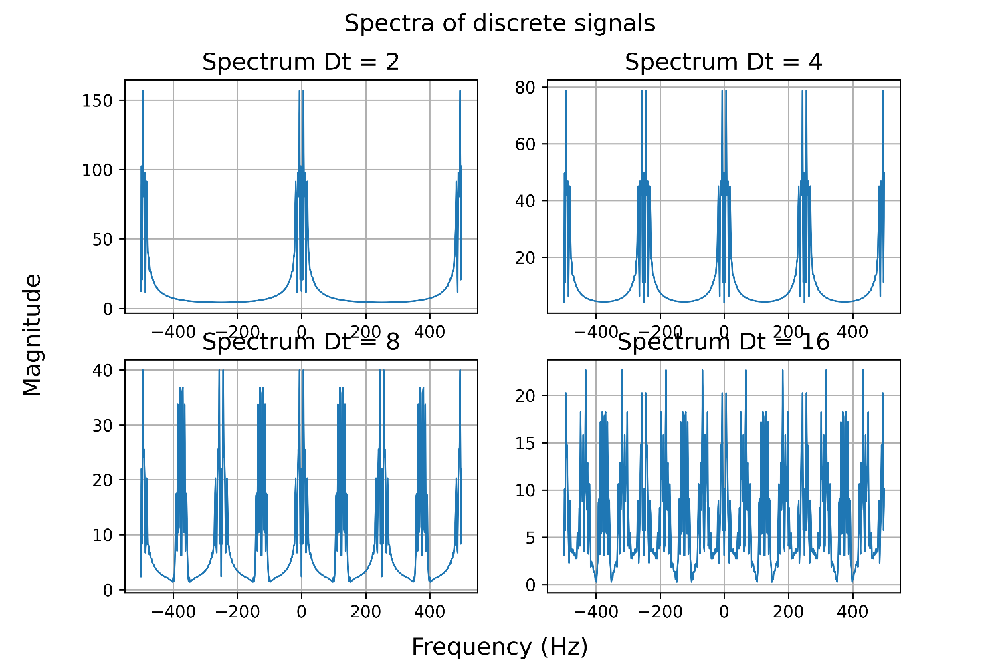 Spectra of discrete signals
Spectrum Dt = 2
150
100
50
0
−400 −200 0 200 400
Spectrum Dt = 4
80
60
40
20
−400 −200 0 200 400
Magnitude
Spectrum Dt = 8
40
30
20
10
0
−400 −200 0 200 400
Spectrum Dt = 16
20
15
10
5
0
−400 −200 0 200 400
Frequency (Hz)